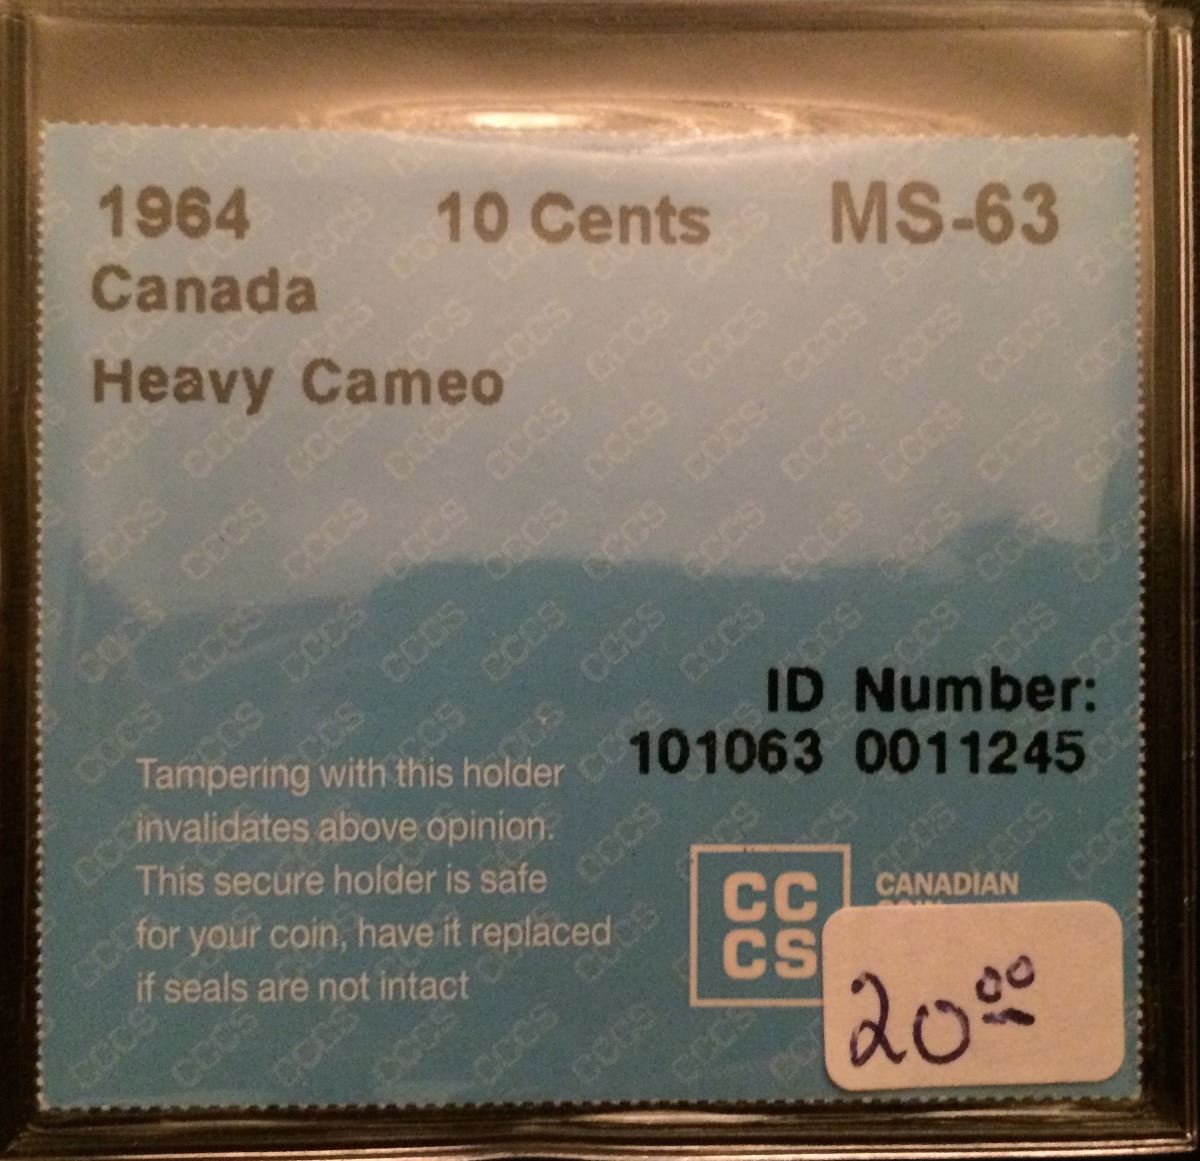 1964 10 Cents MS-63
Canada
Heavy Cameo
ID Number:
101063 0011245
Tampering with this holder
invalidates above opinion.
This secure holder is safe
for your coin, have it replaced
if seals are not intact
CC
CS
CANADIAN
20.00